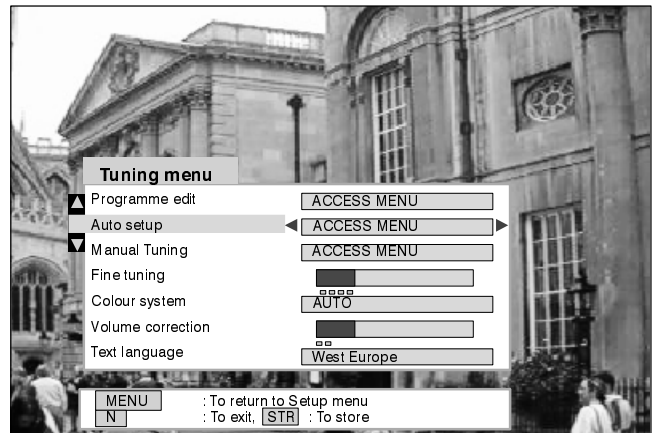 Tuning menu
Programme edit ACCESS MENU
Auto setup ACCESS MENU
Manual Tuning ACCESS MENU
Fine tuning
Colour system AUTO
Volume correction
Text language West Europe
MENU : To return to Setup menu
N : To exit, STR : To store